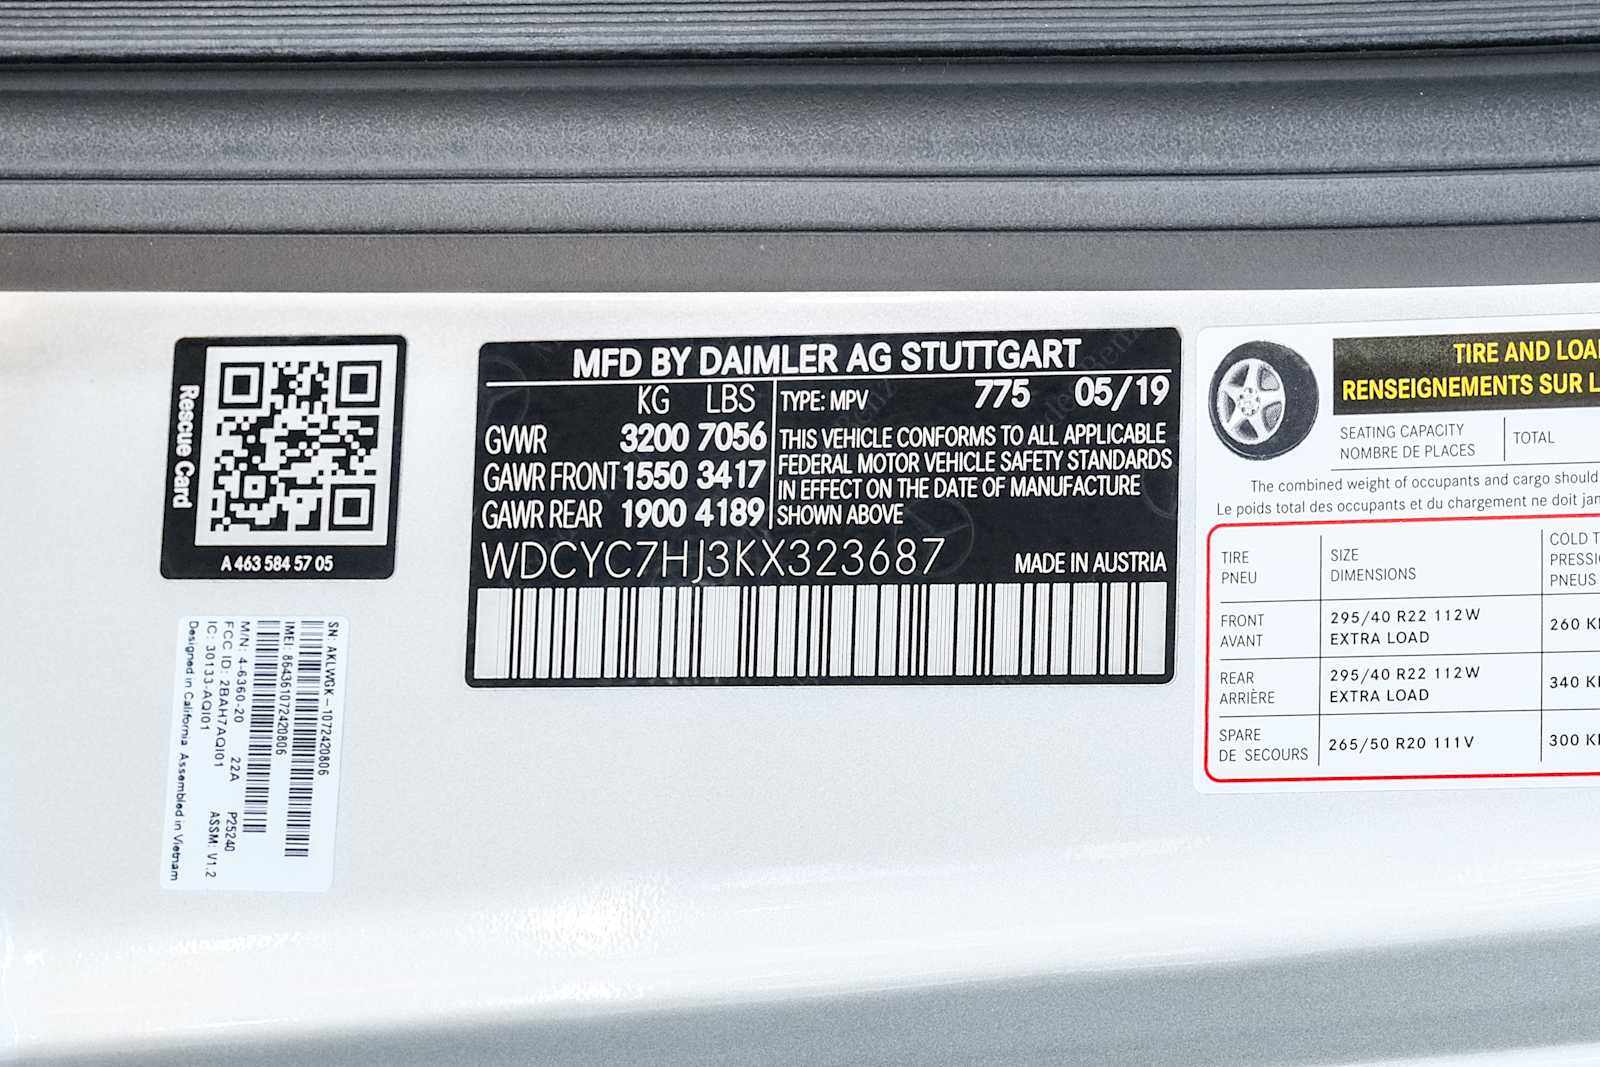 Rescue Card
A 463 584 57 05
SN: AKLWGK-1072420806
IMEI: 864361072420806
M/N: 4-6360-20 22A P25240
FCC ID: 2BAH7AQI01
IC: 30133-AQI01 ASSM: V1.2
Designed in California Assembled in Vietnam
MFD BY DAIMLER AG STUTTGART
KG LBS
GVWR 3200 7056
GAWR FRONT 1550 3417
GAWR REAR 1900 4189
TYPE: MPV 775 05/19
THIS VEHICLE CONFORMS TO ALL APPLICABLE
FEDERAL MOTOR VEHICLE SAFETY STANDARDS
IN EFFECT ON THE DATE OF MANUFACTURE
SHOWN ABOVE
WDCYC7HJ3KX323687
MADE IN AUSTRIA
TIRE AND LOA
RENSEIGNEMENTS SUR L
SEATING CAPACITY
NOMBRE DE PLACES
TOTAL
The combined weight of occupants and cargo should
Le poids total des occupants et du chargement ne doit jam
TIRE
PNEU
SIZE
DIMENSIONS
COLD T
PRESSIO
PNEUS
FRONT
AVANT
295/40 R22 112W
EXTRA LOAD
260 K
REAR
ARRIÈRE
295/40 R22 112W
EXTRA LOAD
340 K
SPARE
DE SECOURS
265/50 R20 111V
300 K